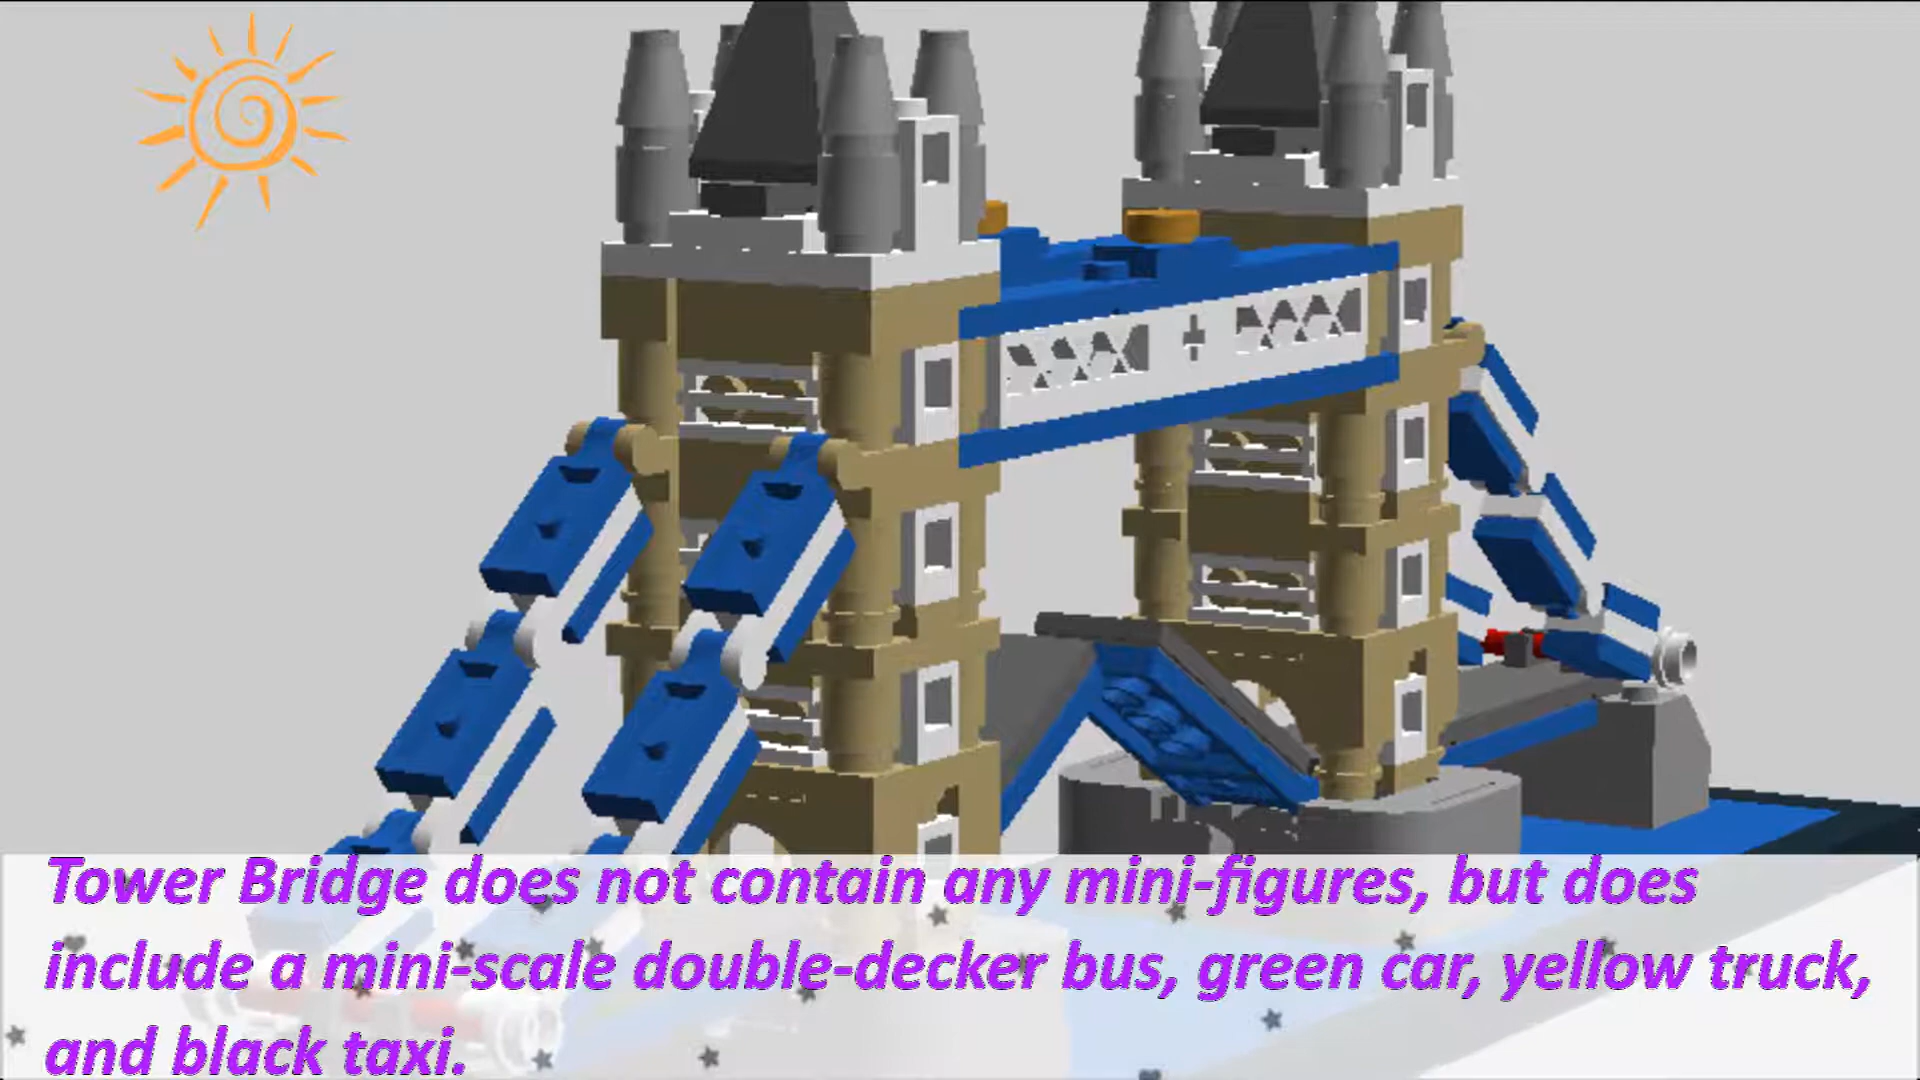 Tower Bridge does not contain any mini-figures, but does
include a mini-scale double-decker bus, green car, yellow truck,
and black taxi.